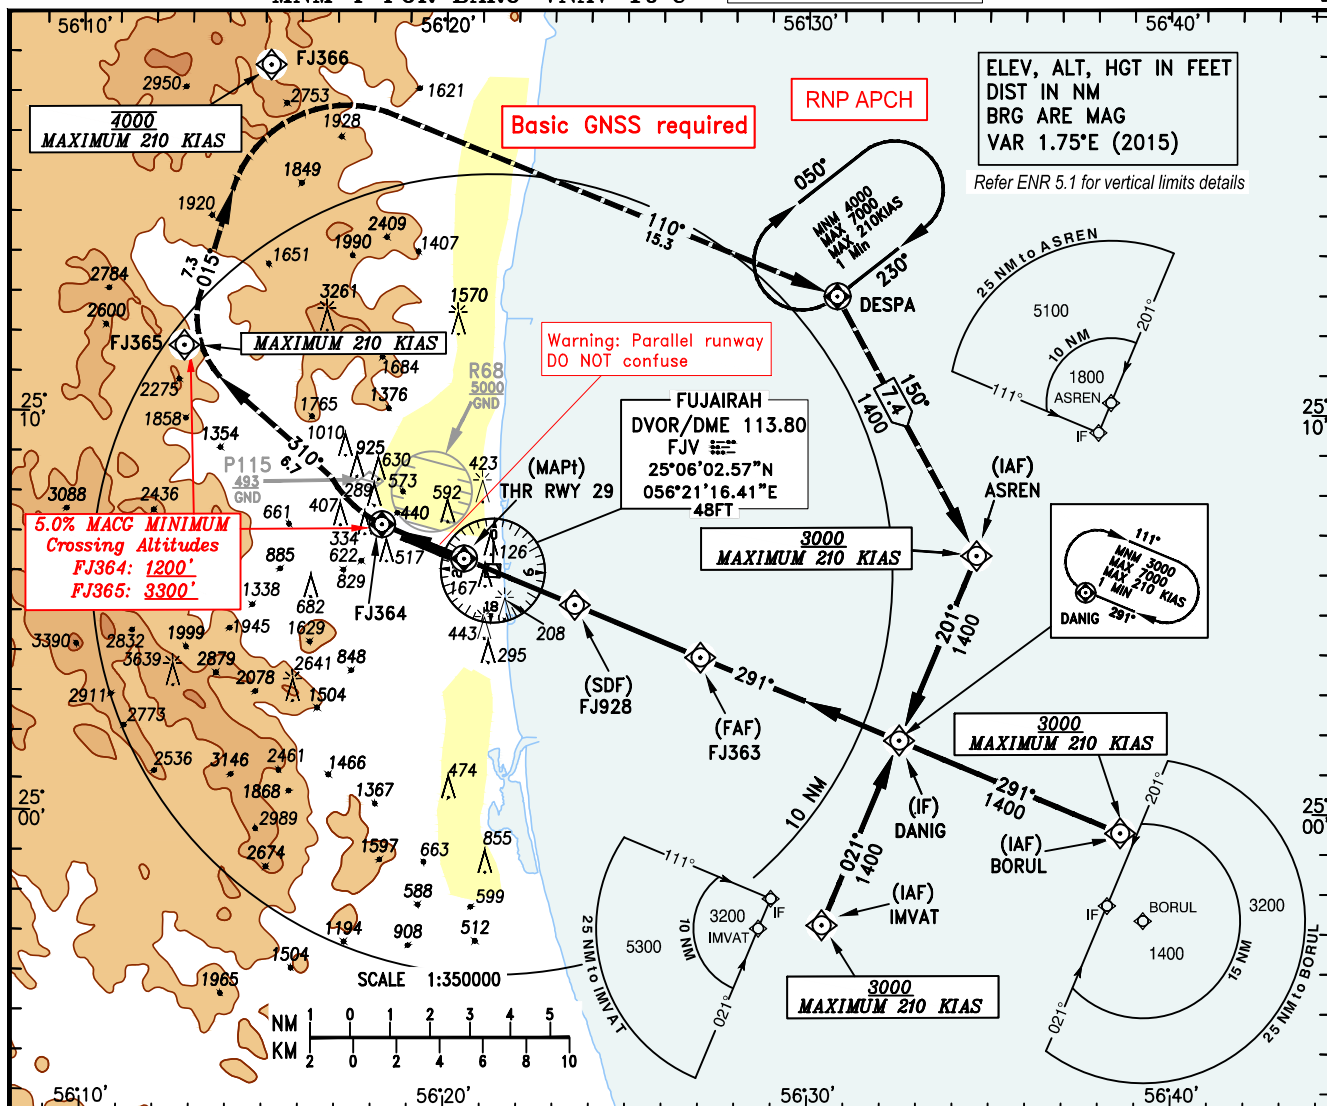 56°10'
56°20'
56°30'
56°40'
FJ366
2950
2753
1621
4000
MAXIMUM 210 KIAS
1928
Basic GNSS required
RNP APCH
ELEV, ALT, HGT IN FEET
DIST IN NM
BRG ARE MAG
VAR 1.75°E (2015)
Refer ENR 5.1 for vertical limits details
1849
1920
050°
MNM 4000
MAX 7000
MAX 210KIAS
1 Min
230°
2409
1990
1407
1651
110°
15.3
7.3
015°
2784
2600
3261
1570
DESPA
25 NM to ASREN
5100
201°
10 NM
1800
ASREN
111°
IF
FJ365
MAXIMUM 210 KIAS
Warning: Parallel runway
DO NOT confuse
1684
2275
R68
5000
GND
1376
1765
1858
150°
7.4
1400
25°
10'
25°
10'
FUJAIRAH
DVOR/DME 113.80
FJV
25°06'02.57"N
056°21'16.41"E
48FT
1010
925
1354
630
310°
6.7
P115
493
GND
289
573
423
592
(MAPt)
THR RWY 29
(IAF)
ASREN
3088
2436
407
440
661
334
517
126
5.0% MACG MINIMUM
Crossing Altitudes
FJ364: 1200'
FJ365: 3300'
885
622
829
167
9
18
3000
MAXIMUM 210 KIAS
111°
MNM 3000
MAX 7000
MAX 210 KIAS
1 MIN
291°
DANIG
1338
682
FJ364
208
443
295
201°
1400
3390
2832
1999
1945
1629
3639
2879
2641
848
2078
1504
2911
2773
(SDF)
FJ928
291°
(FAF)
FJ363
3000
MAXIMUM 210 KIAS
2536
3146
2461
1466
474
1868
1367
291°
1400
201°
25°
00'
25°
00'
2989
2674
1597
663
855
10 NM
(IF)
DANIG
(IAF)
BORUL
588
599
021°
1400
(IAF)
IMVAT
111°
3200
IMVAT
IF
10 NM
5300
25 NM to IMVAT
021°
IF
BORUL
3200
1400
15 NM
25 NM to BORUL
021°
1194
908
512
1504
1965
SCALE 1:350000
3000
MAXIMUM 210 KIAS
NM 1 0 1 2 3 4 5
KM 2 0 2 4 6 8 10
56°10'
56°20'
56°30'
56°40'